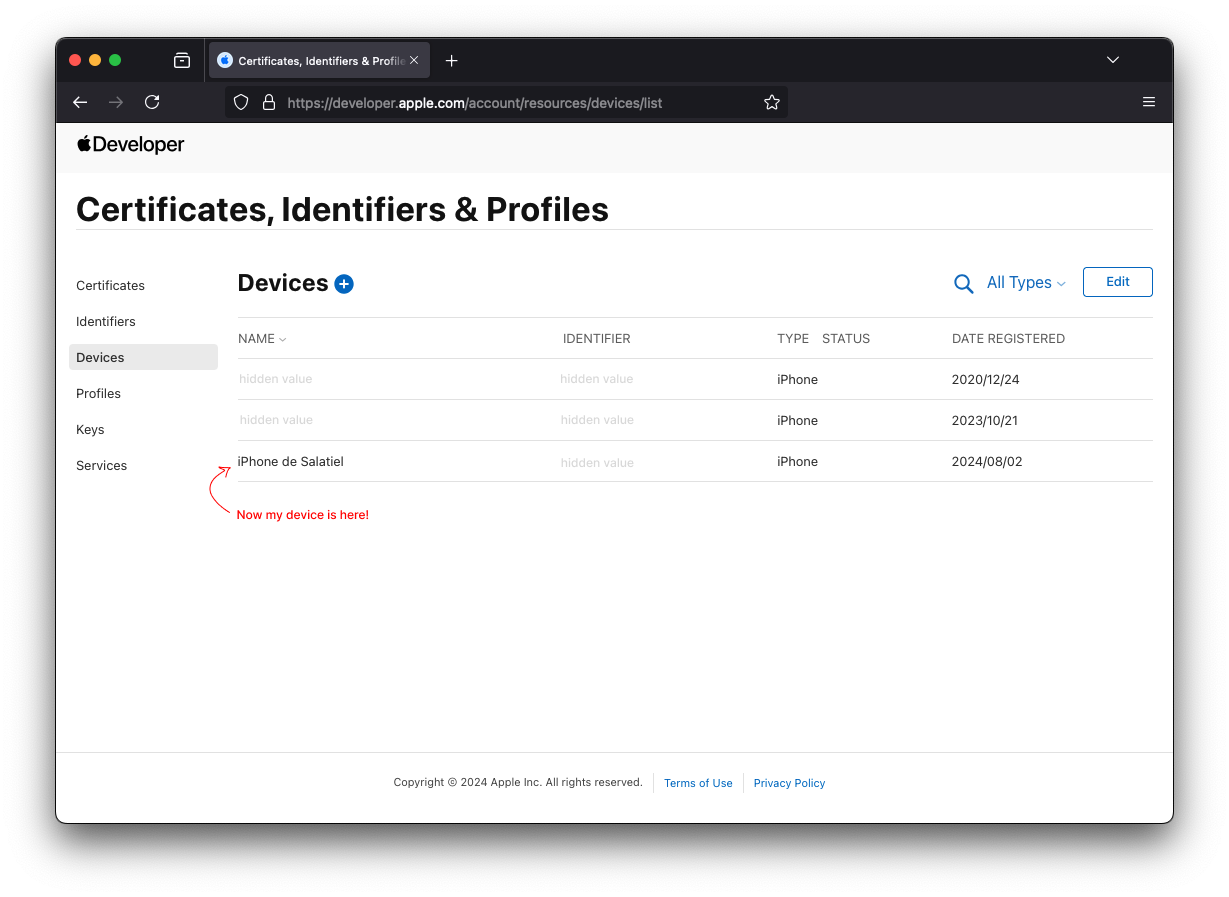 Certificates, Identifiers & Profile
https://developer.apple.com/account/resources/devices/list
Developer
Certificates, Identifiers & Profiles
Certificates
Identifiers
Devices
Profiles
Keys
Services
Devices
All Types
Edit
NAME IDENTIFIER TYPE STATUS DATE REGISTERED
hidden value hidden value iPhone 2020/12/24
hidden value hidden value iPhone 2023/10/21
iPhone de Salatiel hidden value iPhone 2024/08/02
Now my device is here!
Copyright © 2024 Apple Inc. All rights reserved. Terms of Use Privacy Policy